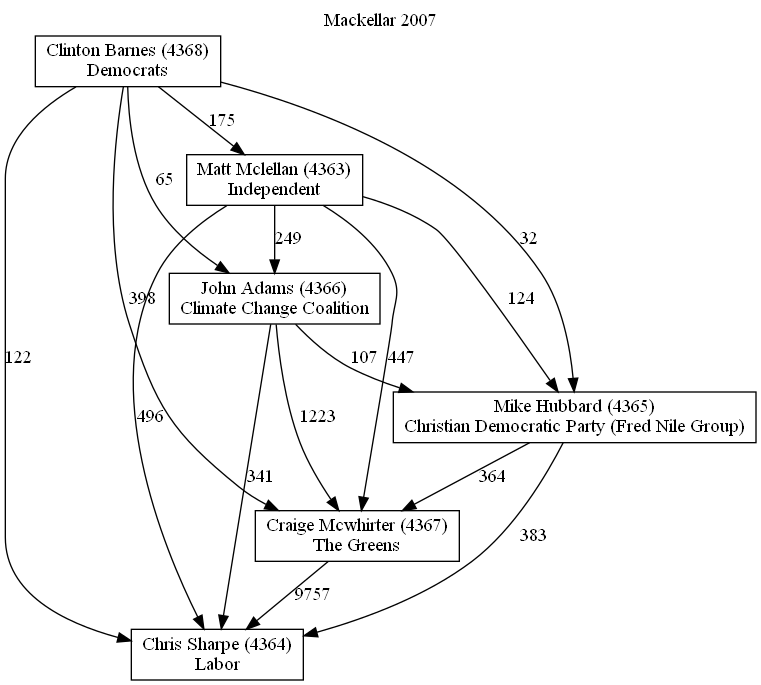 Mackellar 2007
Clinton Barnes (4368)
Democrats
175
Matt Mclellan (4363)
Independent
65
32
249
John Adams (4366)
Climate Change Coalition
398
124
122
107
447
Mike Hubbard (4365)
Christian Democratic Party (Fred Nile Group)
496
1223
341
364
Craige Mcwhirter (4367)
The Greens
383
9757
Chris Sharpe (4364)
Labor